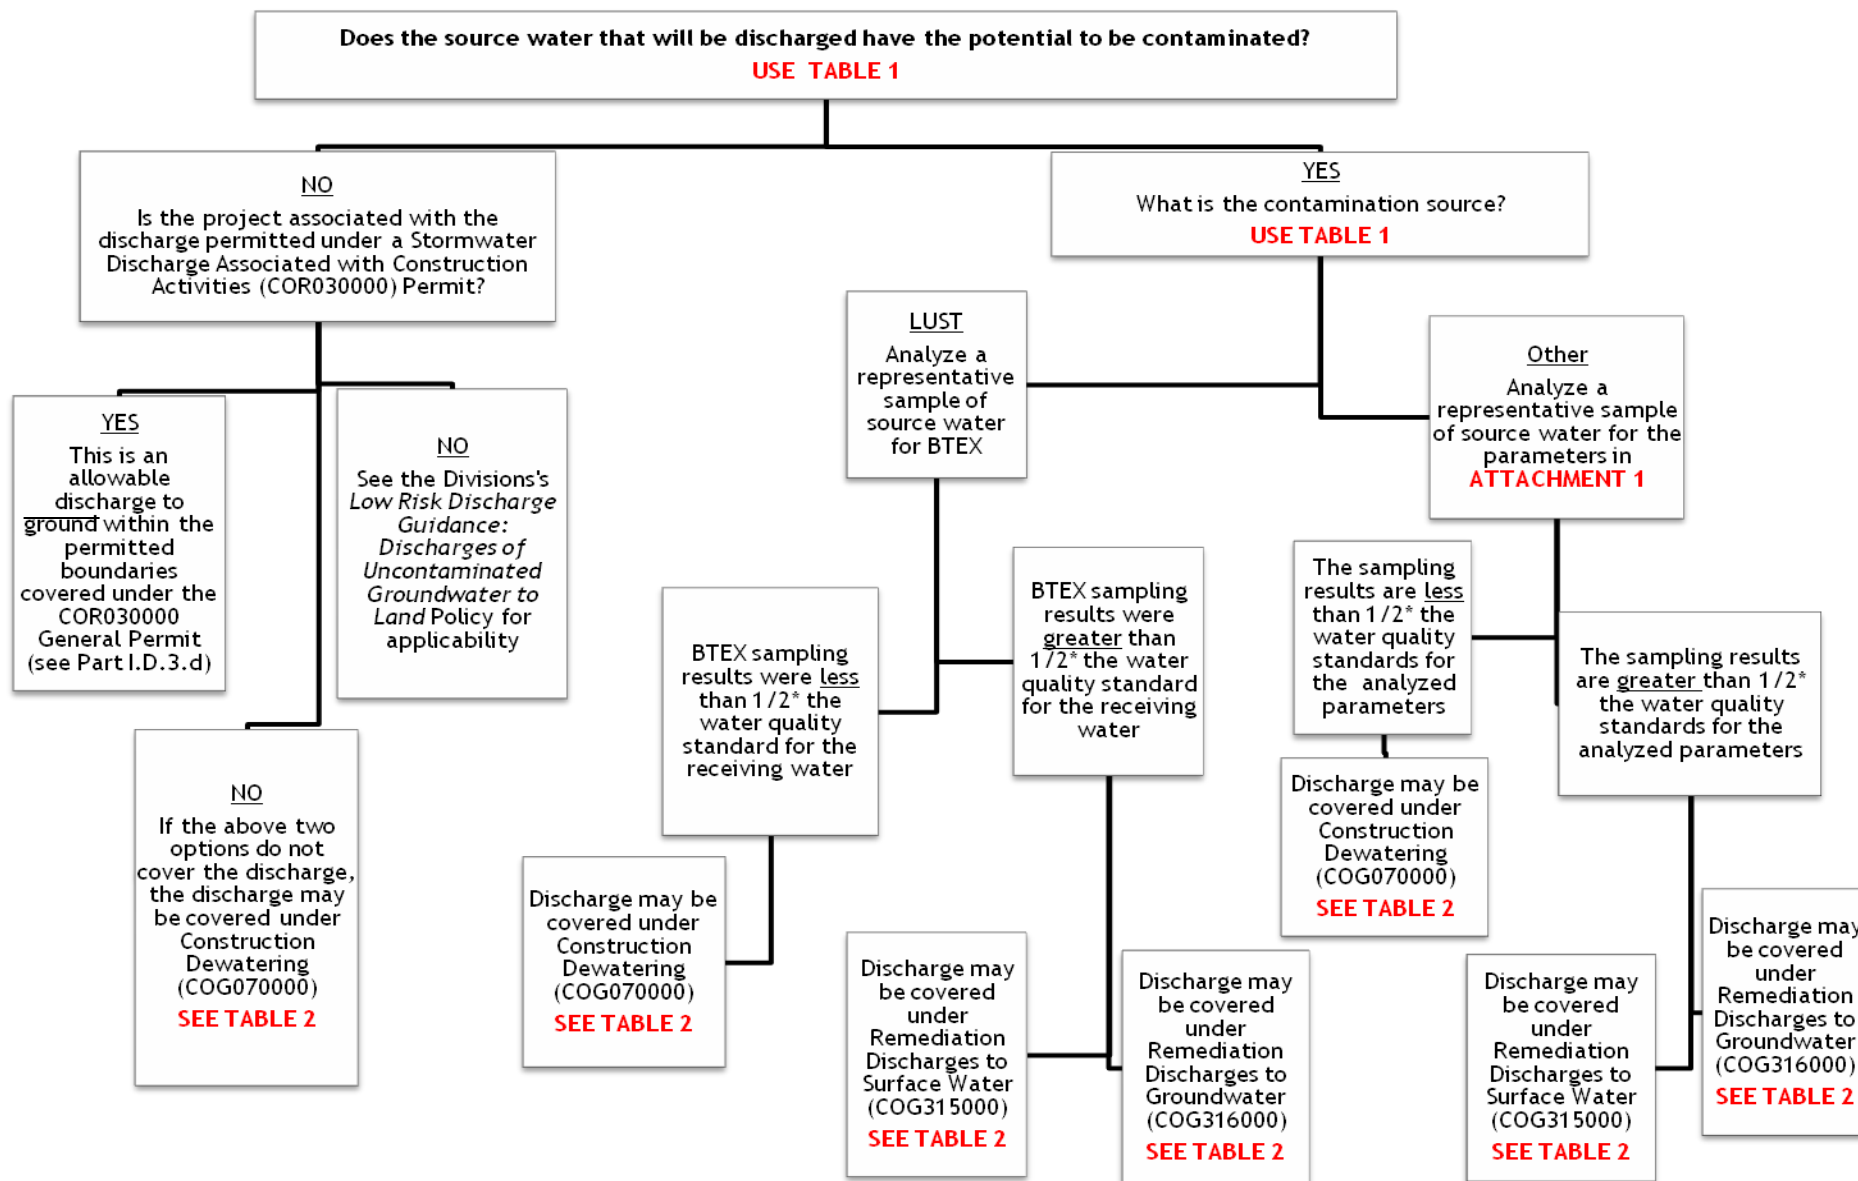 Does the source water that will be discharged have the potential to be contaminated?
USE TABLE 1
NO
Is the project associated with the
discharge permitted under a Stormwater
Discharge Associated with Construction
Activities (COR030000) Permit?
YES
What is the contamination source?
USE TABLE 1
YES
This is an
allowable
discharge to
ground within the
permitted
boundaries
covered under the
COR030000
General Permit
(see Part I.D.3.d)
NO
See the Divisions's
Low Risk Discharge
Guidance:
Discharges of
Uncontaminated
Groundwater to
Land Policy for
applicability
NO
If the above two
options do not
cover the discharge,
the discharge may
be covered under
Construction
Dewatering
(COG070000)
SEE TABLE 2
LUST
Analyze a
representative
sample of
source water
for BTEX
Other
Analyze a
representative sample
of source water for the
parameters in
ATTACHMENT 1
BTEX sampling
results were less
than 1/2* the
water quality
standard for the
receiving water
BTEX sampling
results were
greater than
1/2* the water
quality standard
for the receiving
water
The sampling
results are less
than 1/2* the
water quality
standards for
the analyzed
parameters
The sampling results
are greater than 1/2*
the water quality
standards for the
analyzed parameters
Discharge may be
covered under
Construction
Dewatering
(COG070000)
SEE TABLE 2
Discharge may
be covered
under
Remediation
Discharges to
Surface Water
(COG315000)
SEE TABLE 2
Discharge may
be covered
under
Remediation
Discharges to
Groundwater
(COG316000)
SEE TABLE 2
Discharge may be
covered under
Construction
Dewatering
(COG070000)
SEE TABLE 2
Discharge may
be covered
under
Remediation
Discharges to
Surface Water
(COG315000)
SEE TABLE 2
Discharge may
be covered
under
Remediation
Discharges to
Groundwater
(COG316000)
SEE TABLE 2